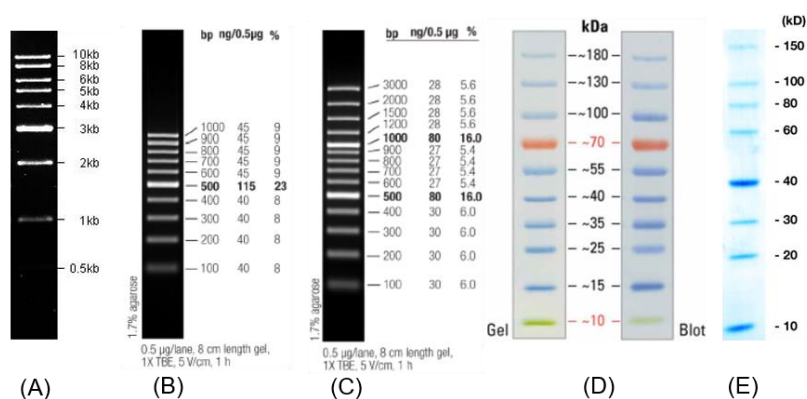 10kb
8kb
6kb
5kb
4kb
3kb
2kb
1kb
0.5kb
(A)
bp ng/0.5µg %
1000 45 9
900 45 9
800 45 9
700 45 9
600 45 9
500 115 23
400 40 8
300 40 8
200 40 8
100 40 8
1.7% agarose
0.5 µg/lane, 8 cm length gel,
1X TBE, 5 V/cm, 1 h
(B)
bp ng/0.5 µg %
3000 28 5.6
2000 28 5.6
1500 28 5.6
1200 28 5.6
1000 80 16.0
900 27 5.4
800 27 5.4
700 27 5.4
600 27 5.4
500 80 16.0
400 30 6.0
300 30 6.0
200 30 6.0
100 30 6.0
1.7% agarose
0.5 µg/lane, 8 cm length gel,
1X TBE, 5 V/cm, 1 h
(C)
kDa
~180
~130
~100
~70
~55
~40
~35
~25
~15
~10
Gel
Blot
(D)
(kD)
- 150
- 100
- 80
- 60
- 40
- 30
- 20
- 10
(E)